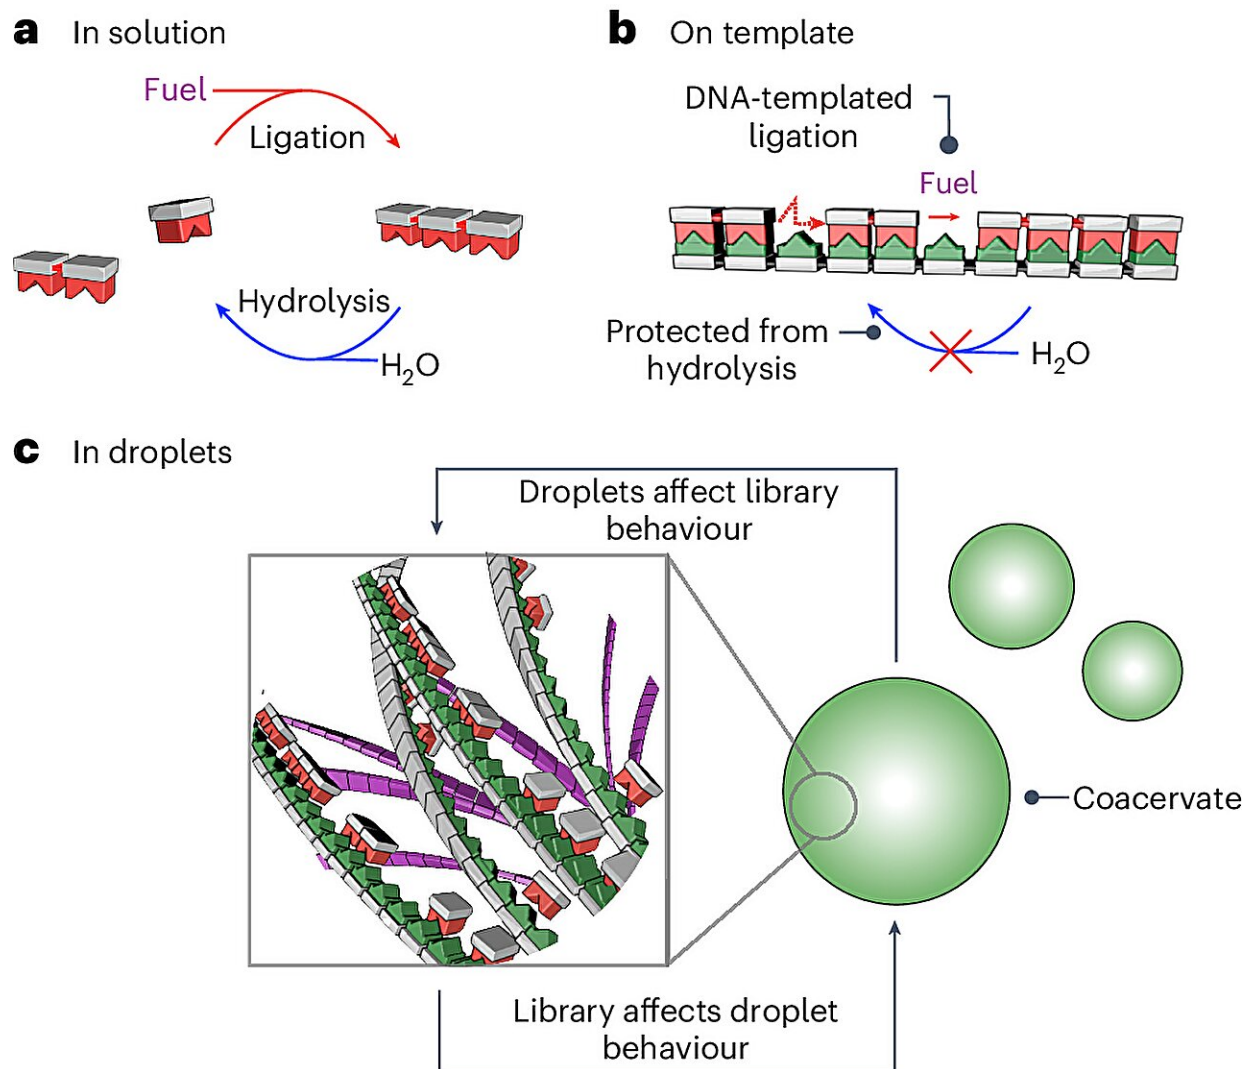 a In solution
Fuel
Ligation
Hydrolysis
H₂O
b On template
DNA-templated
ligation
Fuel
Protected from
hydrolysis
H₂O
c In droplets
Droplets affect library
behaviour
Coacervate
Library affects droplet
behaviour